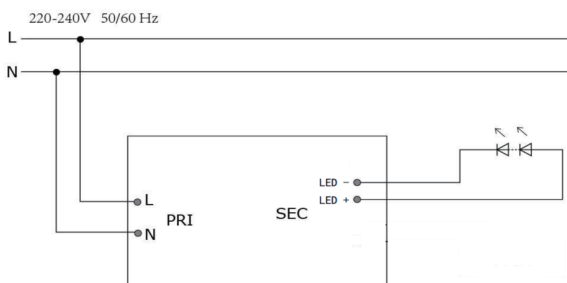 220-240V 50/60 Hz
L
N
LED -
L
LED +
PRI
SEC
N